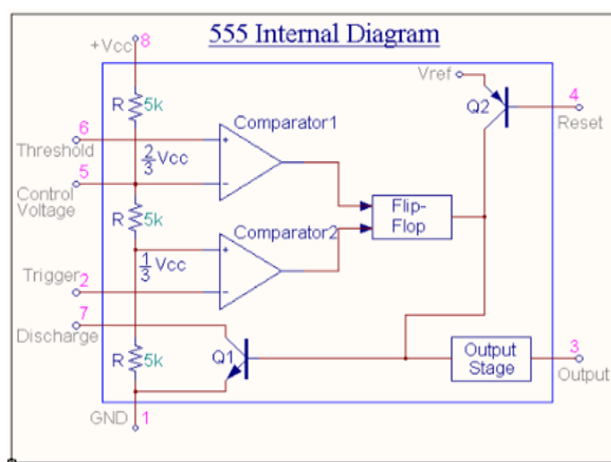 555 Internal Diagram
8
+Vcc
Vref
Q2
4
Reset
R 5k
6
Threshold
Comparator1
+
2/3 Vcc
5
−
Control
Voltage
Flip-
Flop
R 5k
Comparator2
+
1/3 Vcc
Trigger
2
−
7
Discharge
R 5k
Q1
Output
Stage
3
Output
GND
1